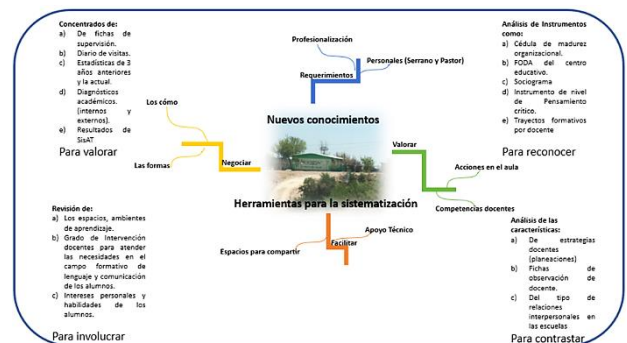 Concentrados de:
a) De fichas de
supervisión.
b) Diario de visitas.
c) Estadísticas de 3
años anteriores
y la actual.
d) Diagnósticos
académicos.
(internos y
externos).
e) Resultados de
SisAT
Para valorar
Análisis de Instrumentos
como:
a) Cédula de madurez
organizacional.
b) FODA del centro
educativo.
c) Sociograma
d) Instrumento de nivel
de Pensamiento
crítico.
e) Trayectos formativos
por docente
Para reconocer
Profesionalización
Personales (Serrano y Pastor)
Requerimientos
Nuevos conocimientos
Los cómo
Las formas
Negociar
Valorar
Acciones en el aula
Competencias docentes
Herramientas para la sistematización
Apoyo Técnico
Facilitar
Espacios para compartir
Revisión de:
a) Los espacios, ambientes
de aprendizaje.
b) Grado de Intervención
docentes para atender
las necesidades en el
campo formativo de
lenguaje y comunicación
de los alumnos.
c) Intereses personales y
habilidades de los
alumnos.
Para involucrar
Análisis de las
características:
a) De estrategias
docentes
(planeaciones)
b) Fichas de
observación de
docente.
c) Del tipo de
relaciones
interpersonales en
las escuelas
Para contrastar